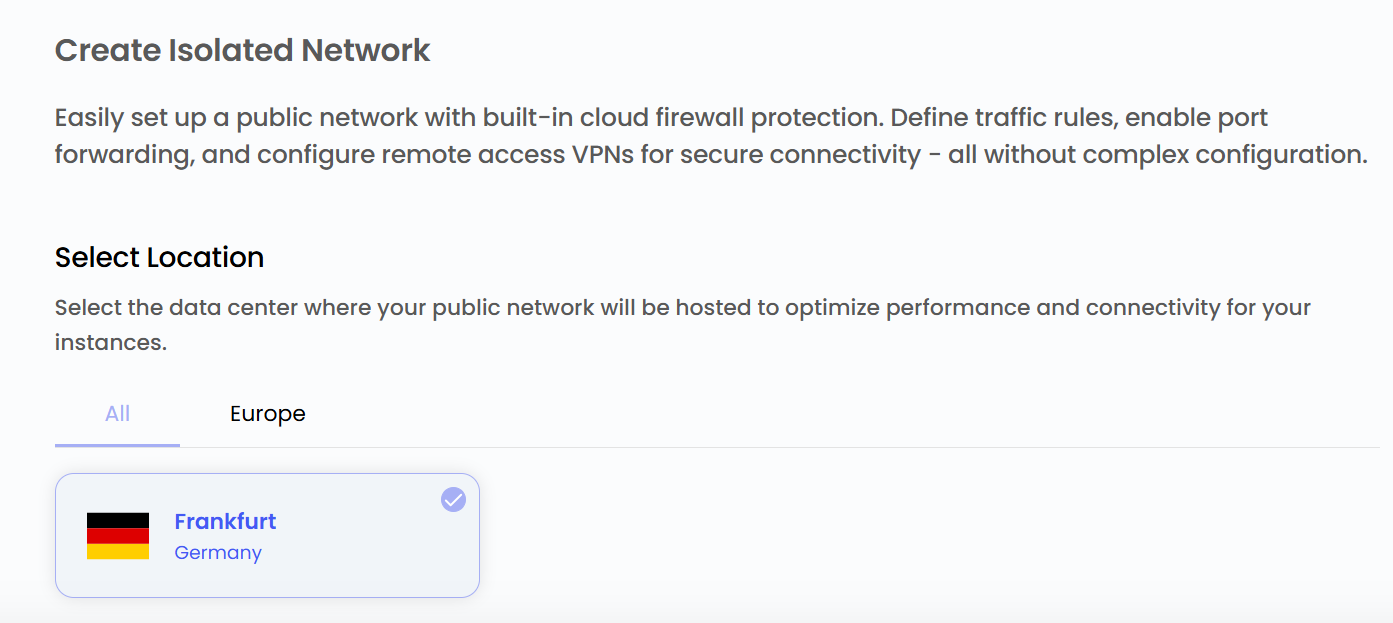 Create Isolated Network
Easily set up a public network with built-in cloud firewall protection. Define traffic rules, enable port
forwarding, and configure remote access VPNs for secure connectivity - all without complex configuration.
Select Location
Select the data center where your public network will be hosted to optimize performance and connectivity for your
instances.
All Europe
Frankfurt
Germany